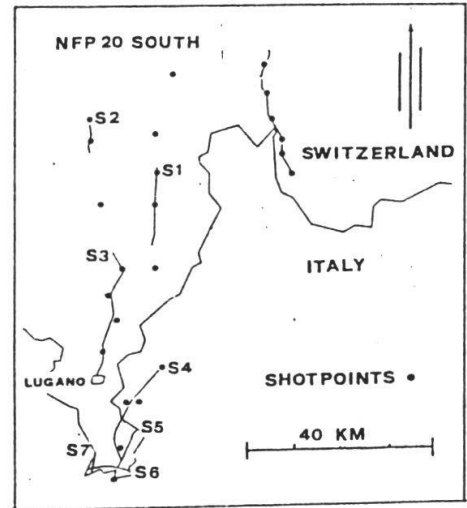 NFP 20 SOUTH
S2
SWITZERLAND
S1
ITALY
S3
S4
LUGANO
SHOTPOINTS
S5
40 KM
S7
S6